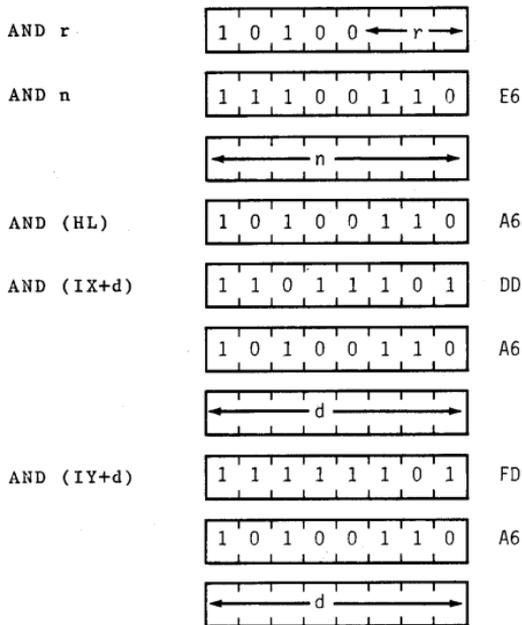 AND r 1 0 1 0 0 r
AND n 1 1 1 0 0 1 1 0 E6
n
AND (HL) 1 0 1 0 0 1 1 0 A6
AND (IX+d) 1 1 0 1 1 1 0 1 DD
1 0 1 0 0 1 1 0 A6
d
AND (IY+d) 1 1 1 1 1 1 0 1 FD
1 0 1 0 0 1 1 0 A6
d